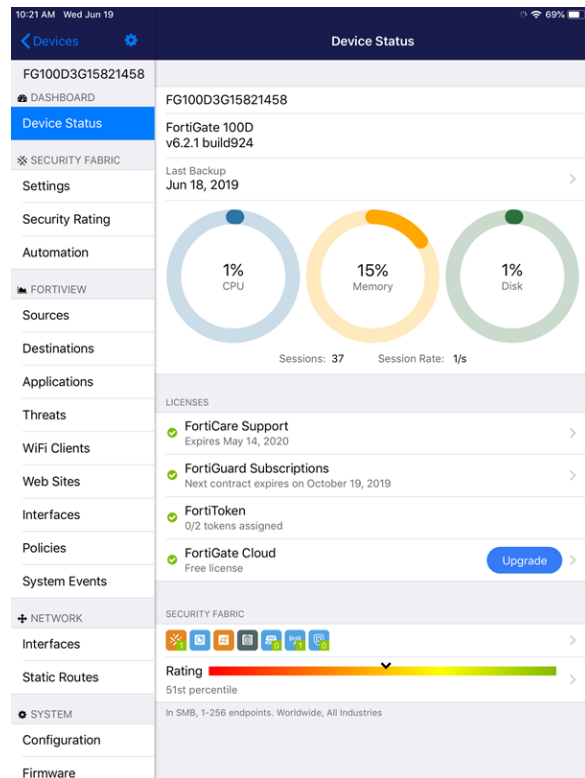 10:21 AM Wed Jun 19
69%
Devices
Device Status
FG100D3G15821458
DASHBOARD
Device Status
SECURITY FABRIC
Settings
Security Rating
Automation
FORTIVIEW
Sources
Destinations
Applications
Threats
WiFi Clients
Web Sites
Interfaces
Policies
System Events
NETWORK
Interfaces
Static Routes
SYSTEM
Configuration
Firmware
FG100D3G15821458
FortiGate 100D
v6.2.1 build924
Last Backup
Jun 18, 2019
1%
CPU
15%
Memory
1%
Disk
Sessions: 37 Session Rate: 1/s
LICENSES
FortiCare Support
Expires May 14, 2020
FortiGuard Subscriptions
Next contract expires on October 19, 2019
FortiToken
0/2 tokens assigned
FortiGate Cloud
Free license
Upgrade
SECURITY FABRIC
1 0 1 0
Rating
51st percentile
In SMB, 1-256 endpoints. Worldwide, All Industries